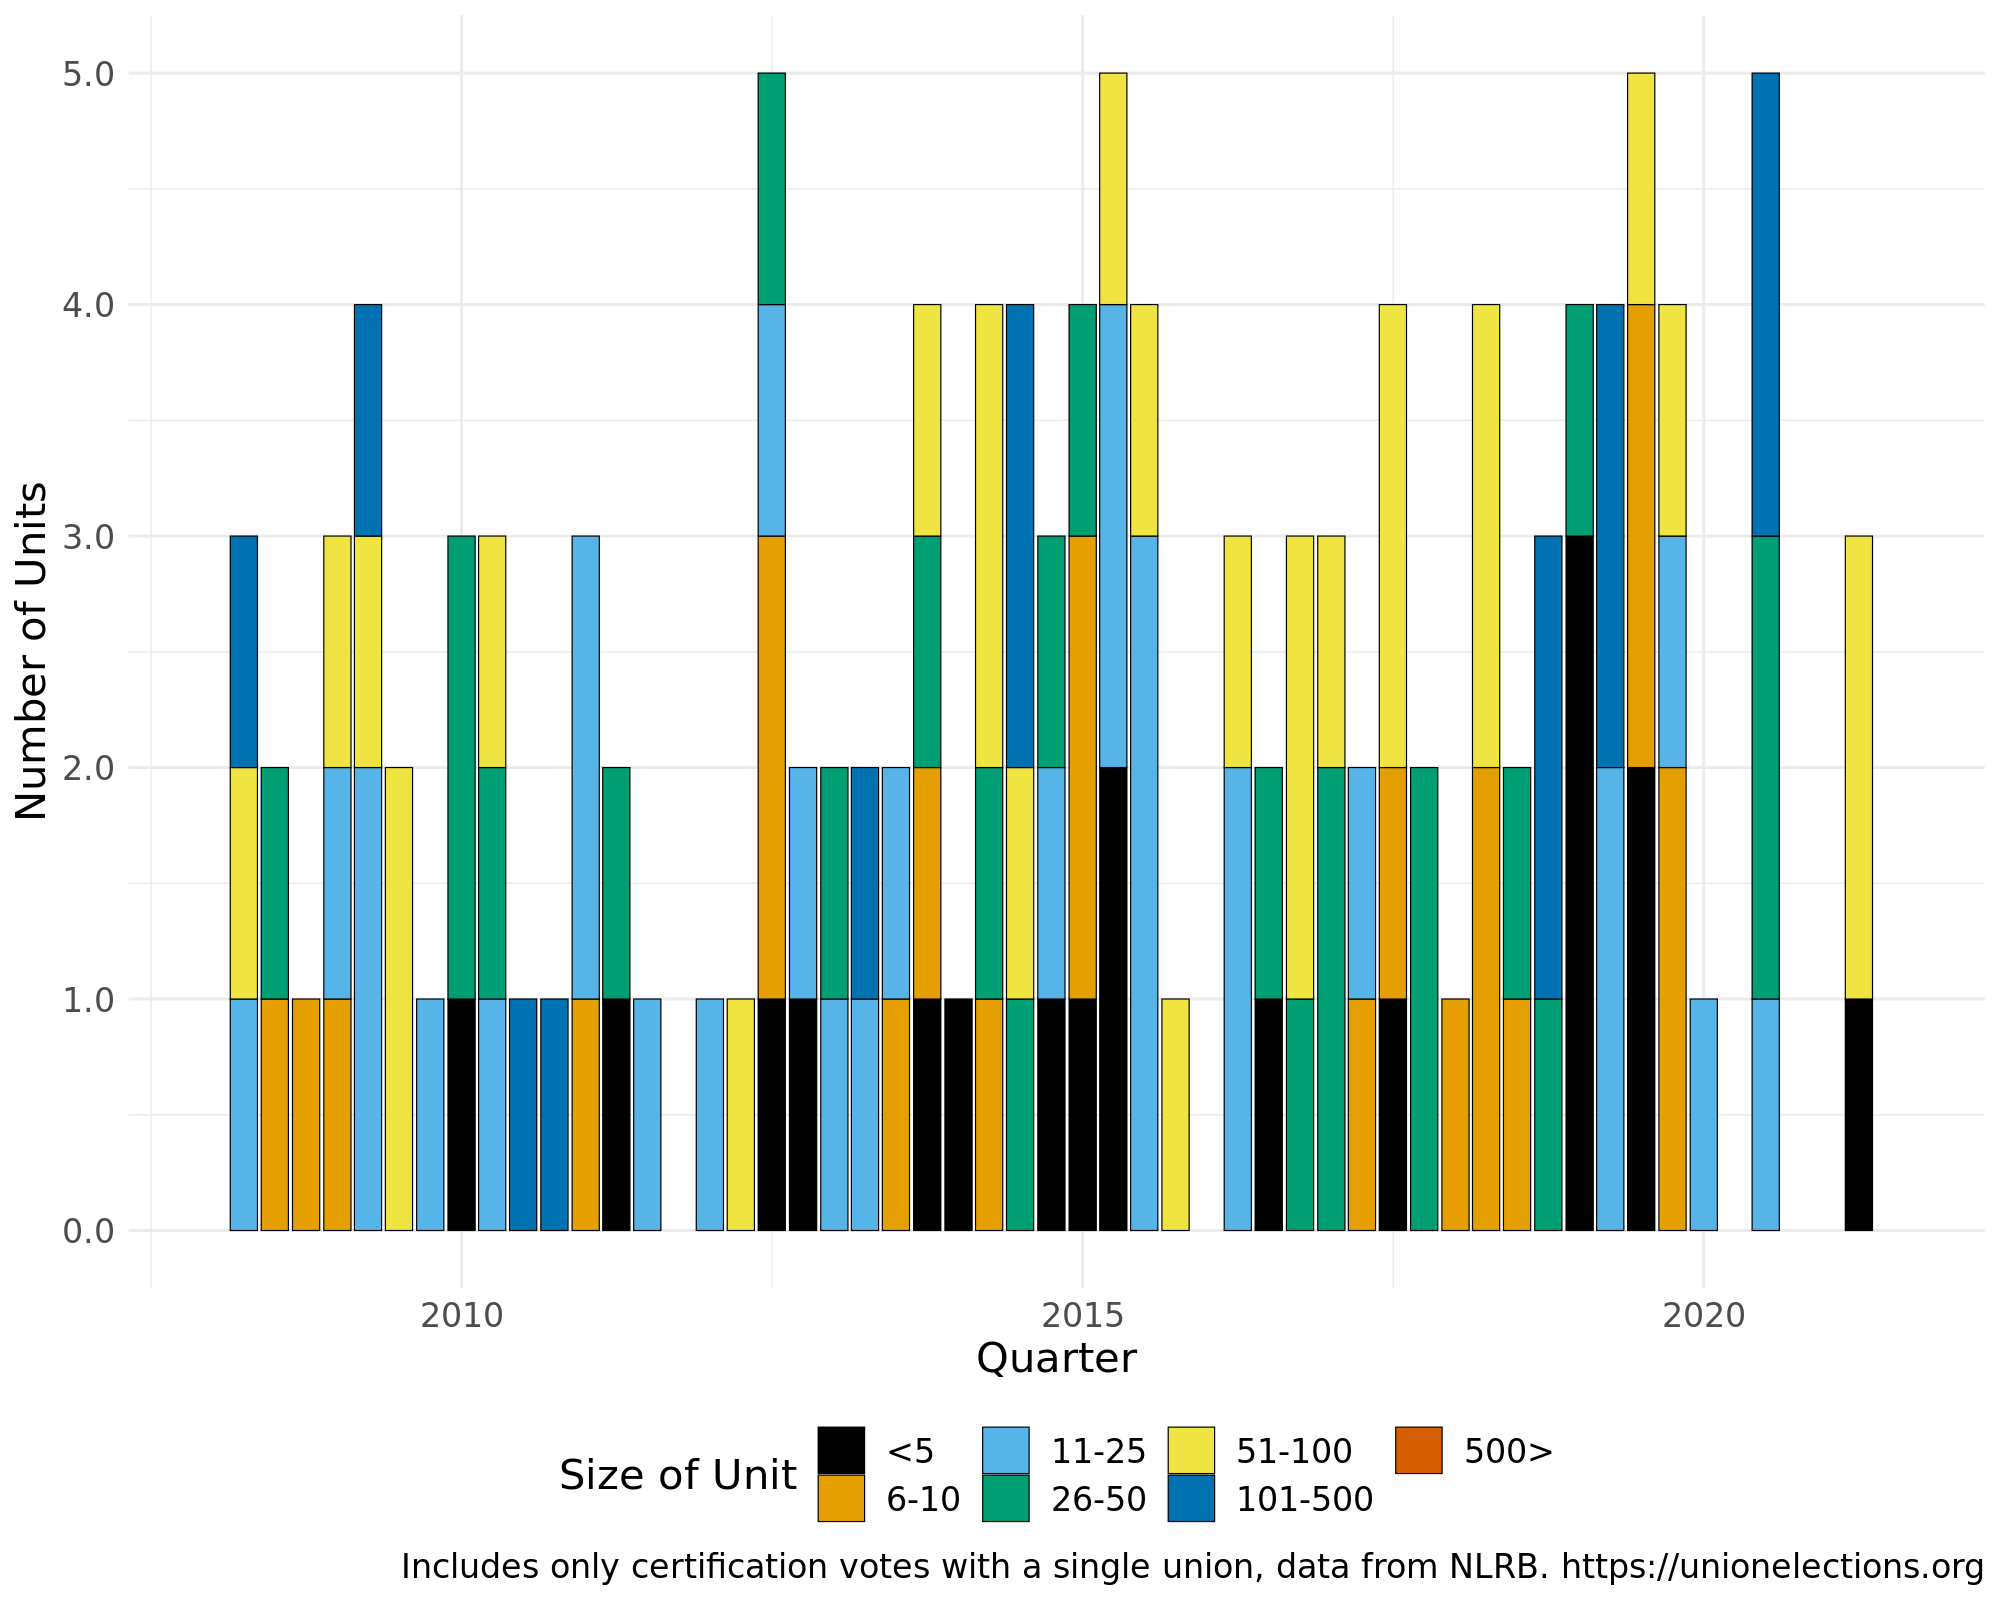 5.0
4.0
3.0
2.0
1.0
0.0
Number of Units
2010 2015 2020
Quarter
Size of Unit
<5 11-25 51-100 500>
6-10 26-50 101-500
Includes only certification votes with a single union, data from NLRB. https://unionelections.org